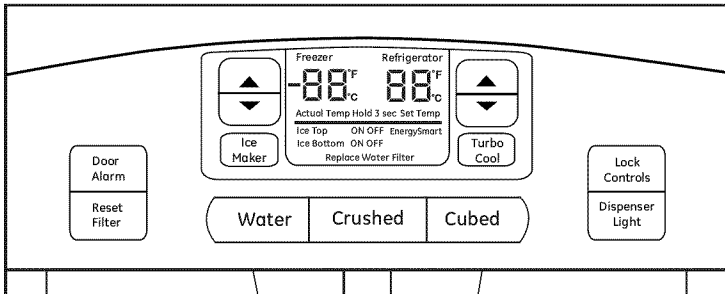 Freezer Refrigerator
-88°F°C 88°F°C
Actual Temp Hold 3 sec Set Temp
Ice Top ON OFF EnergySmart
Ice Bottom ON OFF
Replace Water Filter
Ice
Maker
Turbo
Cool
Door
Alarm
Reset
Filter
Water Crushed Cubed
Lock
Controls
Dispenser
Light